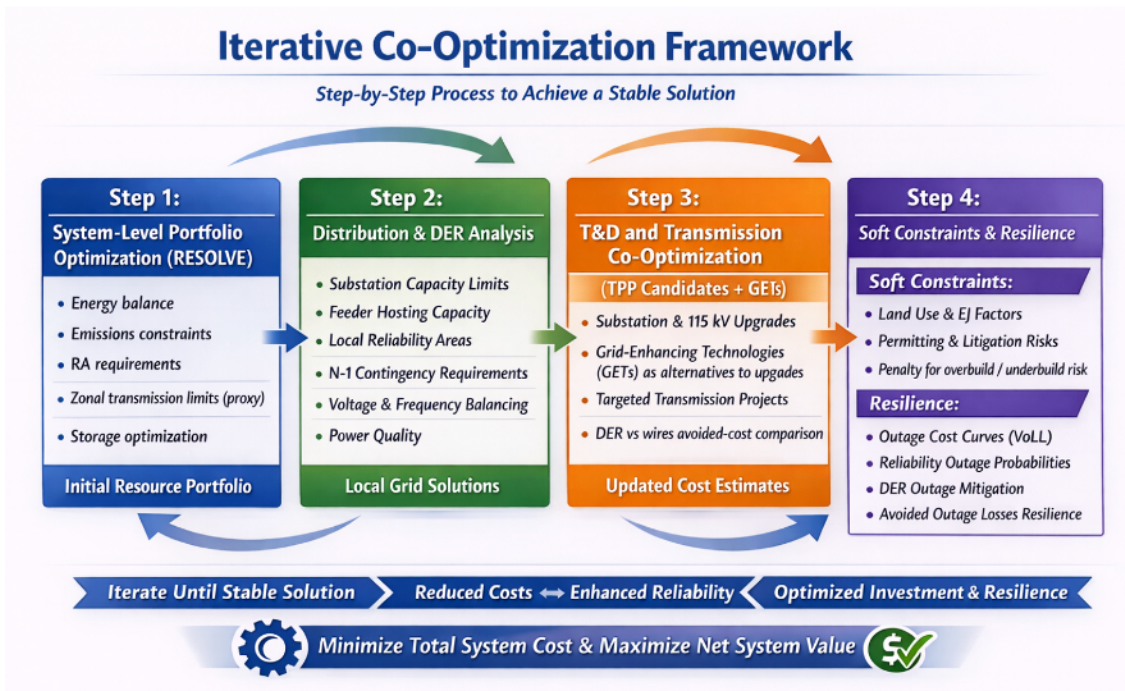 Iterative Co-Optimization Framework
Step-by-Step Process to Achieve a Stable Solution
Step 1:
System-Level Portfolio
Optimization (RESOLVE)
• Energy balance
• Emissions constraints
• RA requirements
• Zonal transmission limits (proxy)
• Storage optimization
Initial Resource Portfolio
Step 2:
Distribution & DER Analysis
• Substation Capacity Limits
• Feeder Hosting Capacity
• Local Reliability Areas
• N-1 Contingency Requirements
• Voltage & Frequency Balancing
• Power Quality
Local Grid Solutions
Step 3:
T&D and Transmission
Co-Optimization
(TPP Candidates + GETs)
• Substation & 115 kV Upgrades
• Grid-Enhancing Technologies
(GETs) as alternatives to upgades
• Targeted Transmission Projects
• DER vs wires avoided-cost comparison
Updated Cost Estimates
Step 4:
Soft Constraints & Resilience
Soft Constraints:
• Land Use & EJ Factors
• Permitting & Litigation Risks
• Penalty for overbuild / underbuild risk
Resilience:
• Outage Cost Curves (VoLL)
• Reliability Outage Probabilities
• DER Outage Mitigation
• Avoided Outage Losses Resilience
Iterate Until Stable Solution
Reduced Costs ↔ Enhanced Reliability
Optimized Investment & Resilience
Minimize Total System Cost & Maximize Net System Value
$